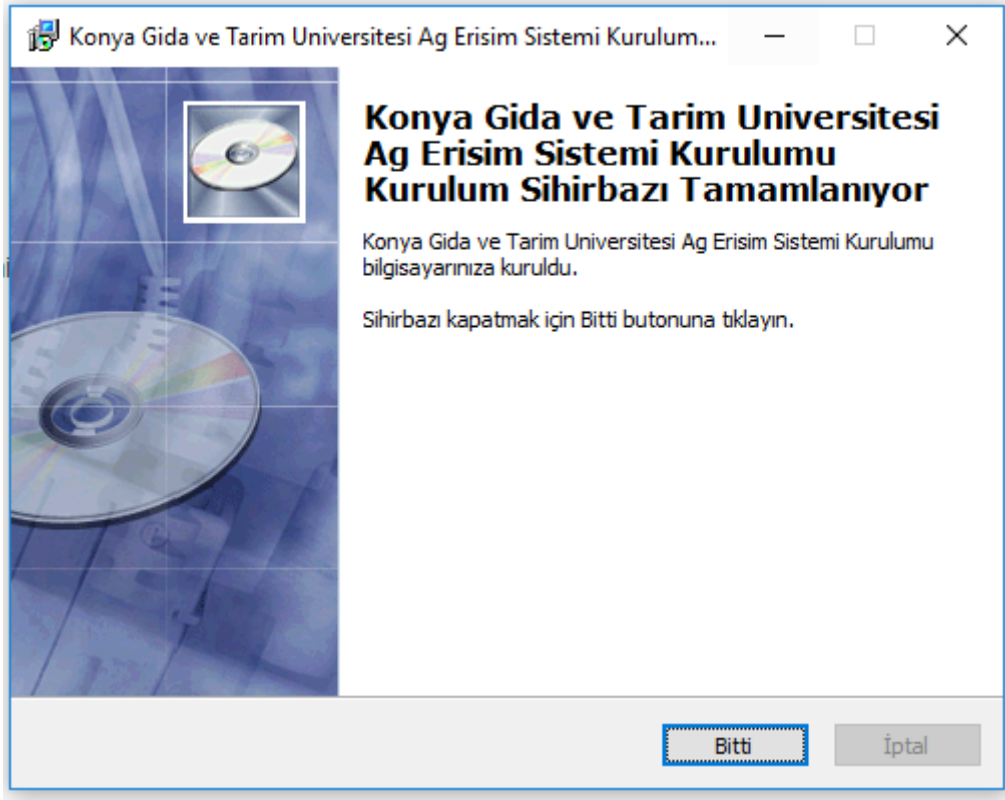 Konya Gida ve Tarim Universitesi Ag Erisim Sistemi Kurulum...
Konya Gida ve Tarim Universitesi
Ag Erisim Sistemi Kurulumu
Kurulum Sihirbazı Tamamlanıyor
Konya Gida ve Tarim Universitesi Ag Erisim Sistemi Kurulumu
bilgisayarınıza kuruldu.
Sihirbazı kapatmak için Bitti butonuna tıklayın.
Bitti
İptal